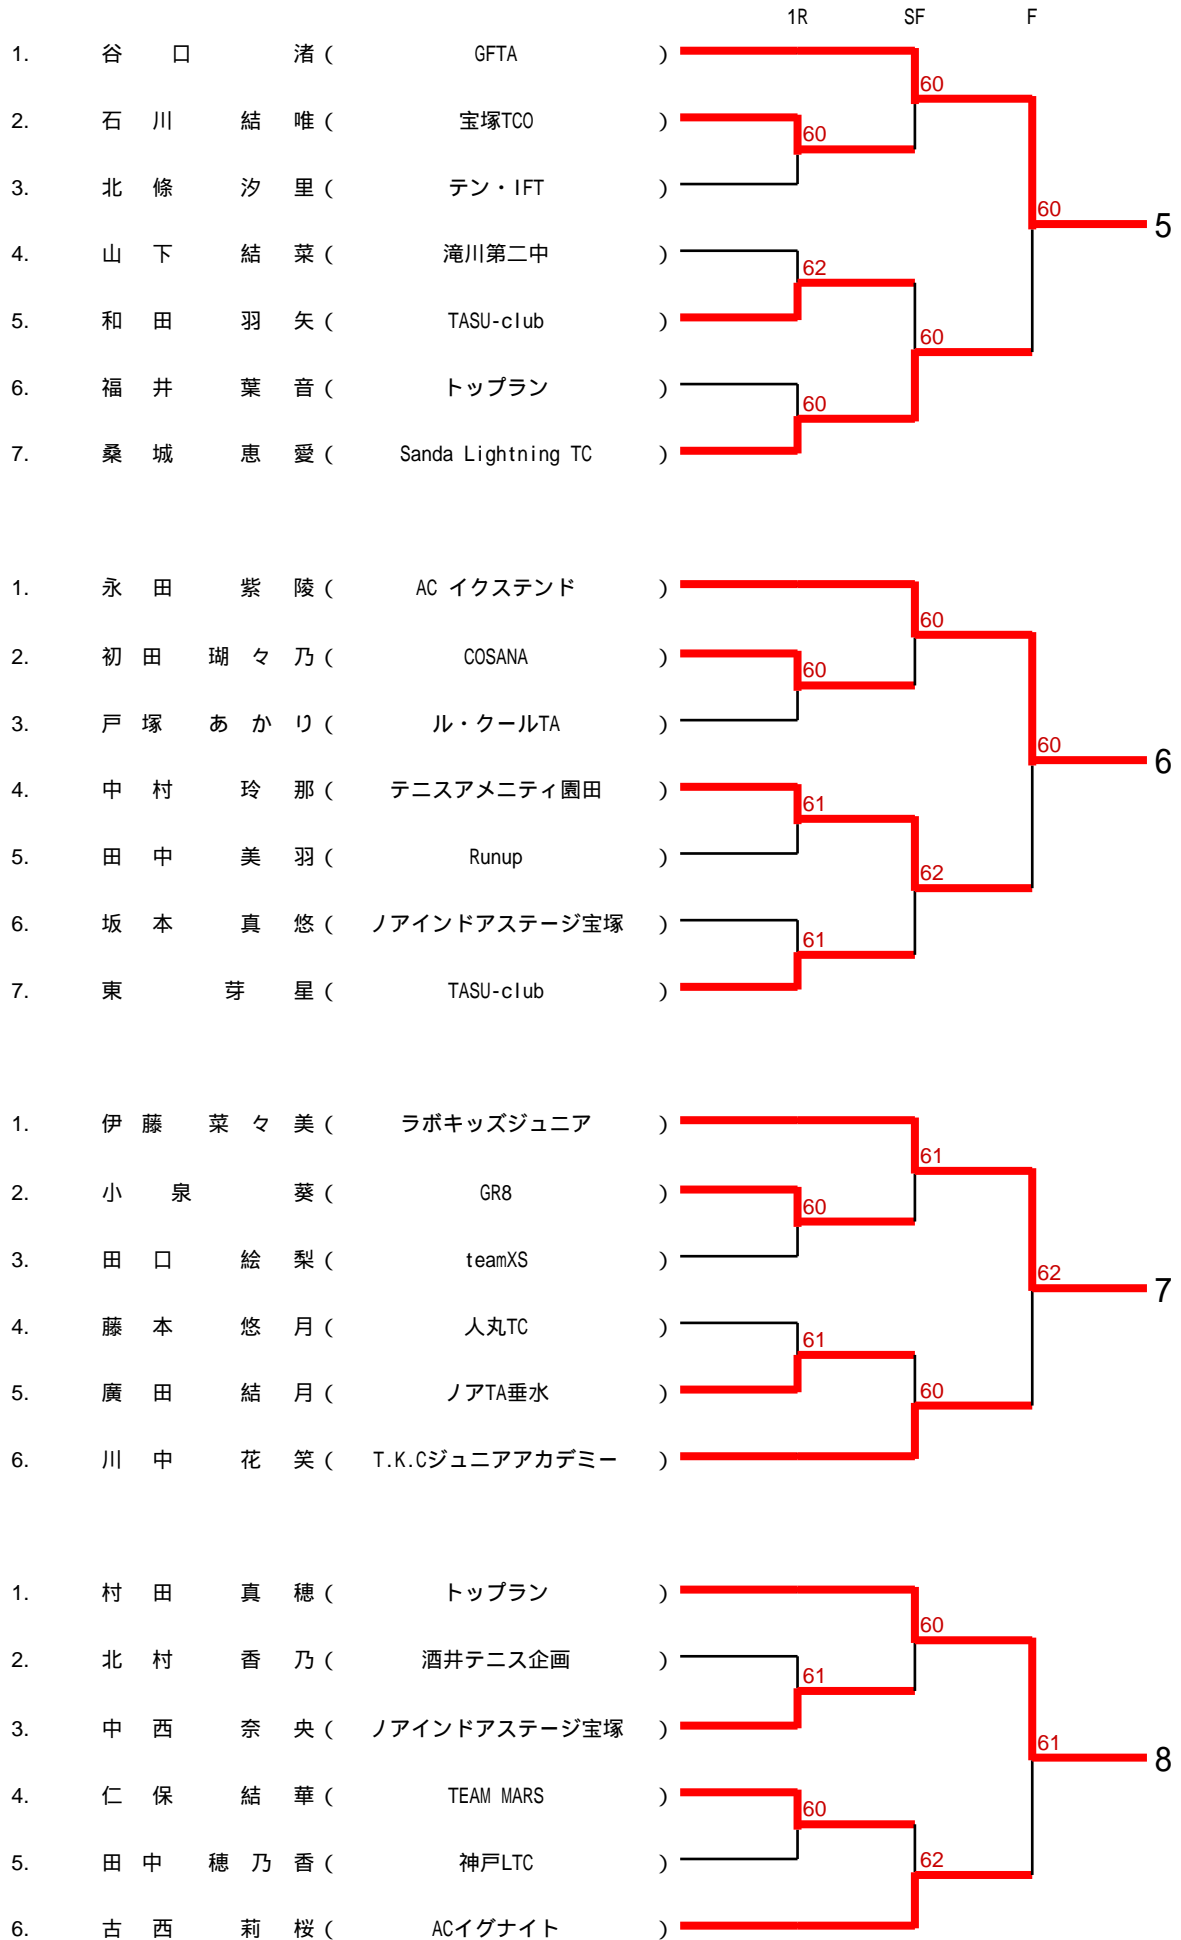 1R SF F
1. 谷口 渚 ( GFTA )
60
2. 石川 結唯 ( 宝塚TCO )
60
3. 北條 汐里 ( テン・IFT )
60 5
4. 山下 結菜 ( 滝川第二中 )
62
5. 和田 羽矢 ( TASU-club )
60
6. 福井 葉音 ( トップラン )
60
7. 桑城 恵愛 ( Sanda Lightning TC )
1. 永田 紫陵 ( AC イクステンド )
60
2. 初田 瑚々乃 ( COSANA )
60
3. 戸塚 あかり ( ル・クールTA )
60 6
4. 中村 玲那 ( テニスアメニティ園田 )
61
5. 田中 美羽 ( Runup )
62
6. 坂本 真悠 ( ノアインドアステージ宝塚 )
61
7. 東 芽星 ( TASU-club )
1. 伊藤 菜々美 ( ラボキッズジュニア )
61
2. 小泉 葵 ( GR8 )
60
3. 田口 絵梨 ( teamXS )
62 7
4. 藤本 悠月 ( 人丸TC )
61
5. 廣田 結月 ( ノアTA垂水 )
60
6. 川中 花笑 ( T.K.Cジュニアアカデミー )
1. 村田 真穂 ( トップラン )
60
2. 北村 香乃 ( 酒井テニス企画 )
61
3. 中西 奈央 ( ノアインドアステージ宝塚 )
61 8
4. 仁保 結華 ( TEAM MARS )
60
5. 田中 穂乃香 ( 神戸LTC )
62
6. 古西 莉桜 ( ACイグナイト )